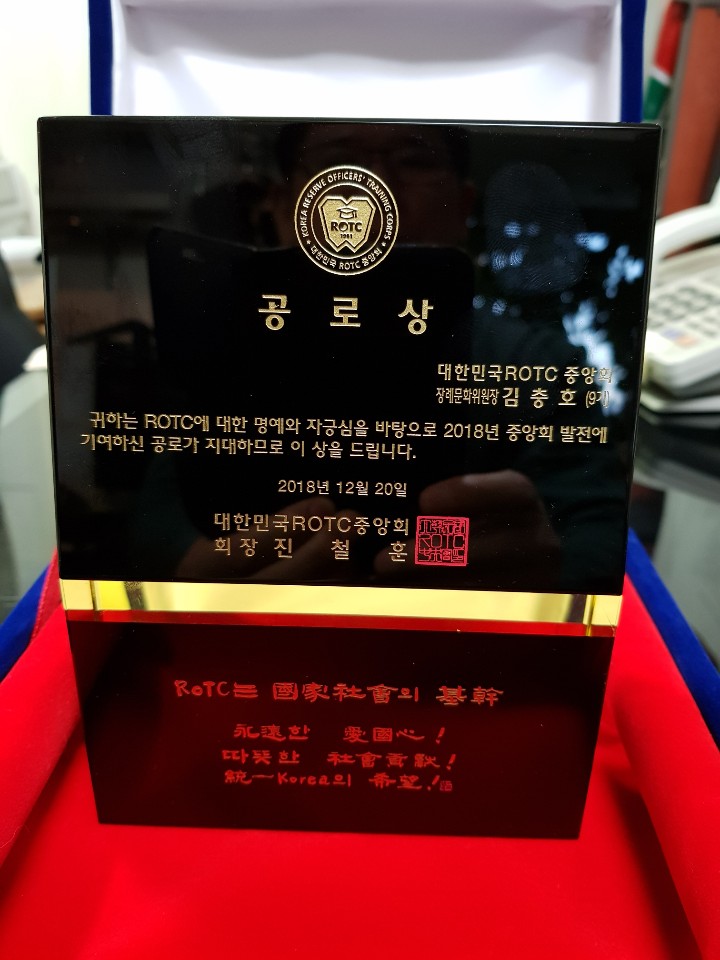 KOREA RESERVE OFFICERS' TRAINING CORPS
ROTC
1961
대한민국 ROTC 중앙회
공로상
대한민국ROTC 중앙회
장례문화위원장 김충호 (9기)
귀하는 ROTC에 대한 명예와 자긍심을 바탕으로 2018년 중앙회 발전에
기여하신 공로가 지대하므로 이 상을 드립니다.
2018년 12월 20일
대한민국ROTC중앙회
회장 진 철 훈
ROTC
RoTC는 國家社會의 基幹
永遠한 愛國心!
따뜻한 社會貢獻!
統一Korea의 希望!